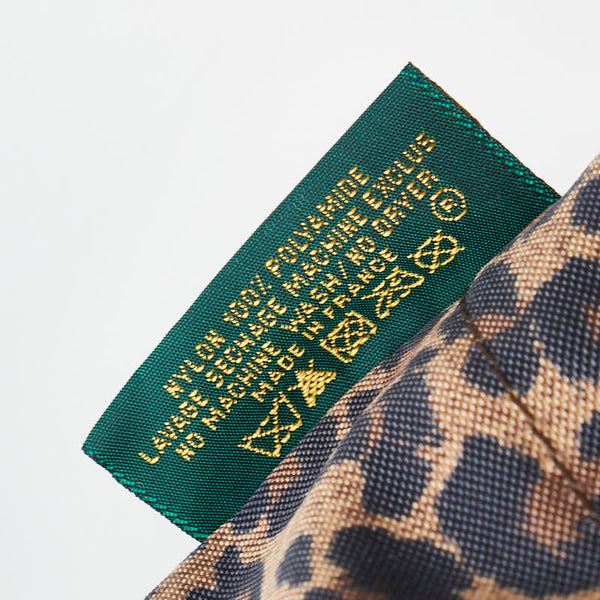 NYLON 100% POLYAMIDE
LAVAGE SECHAGE MACHINE EXCLUS
NO MACHINE WASH/NO DRYER
MADE IN FRANCE